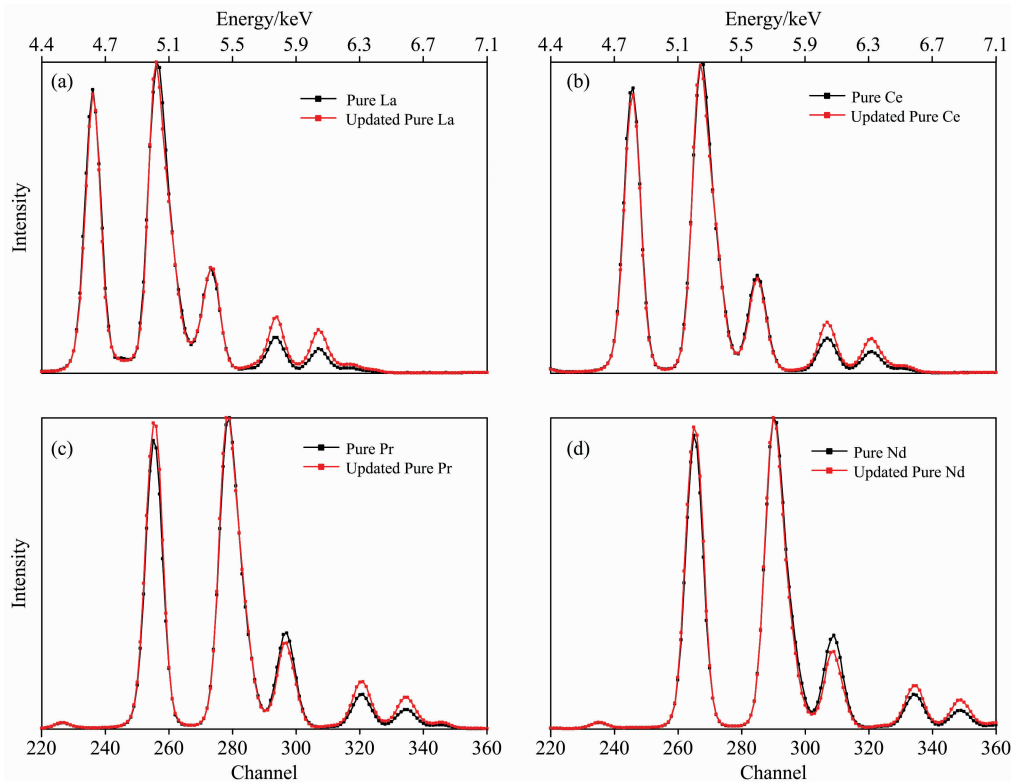 Energy/keV Energy/keV
4.4 4.7 5.1 5.5 5.9 6.3 6.7 7.1 4.4 4.7 5.1 5.5 5.9 6.3 6.7 7.1
(a) (b)
Pure La Pure Ce
Updated Pure La Updated Pure Ce
Intensity
(c) (d)
Pure Pr Pure Nd
Updated Pure Pr Updated Pure Nd
Intensity
220 240 260 280 300 320 340 360 220 240 260 280 300 320 340 360
Channel Channel